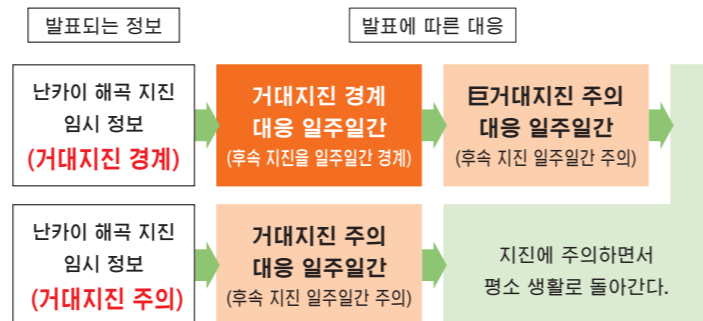 발표되는 정보
발표에 따른 대응
난카이 해곡 지진
임시 정보
(거대지진 경계)
거대지진 경계
대응 일주일간
(후속 지진을 일주일간 경계)
巨거대지진 주의
대응 일주일간
(후속 지진 일주일간 주의)
난카이 해곡 지진
임시 정보
(거대지진 주의)
거대지진 주의
대응 일주일간
(후속 지진 일주일간 주의)
지진에 주의하면서
평소 생활로 돌아간다.